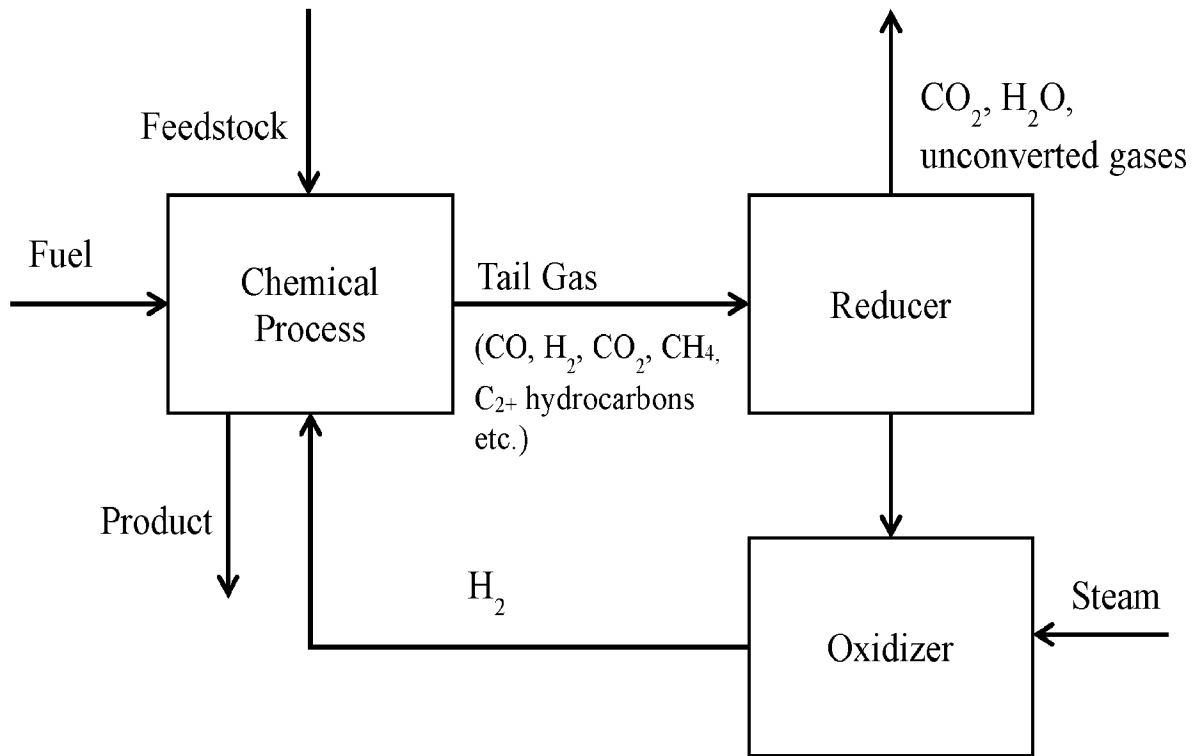 Feedstock
CO₂, H₂O,
unconverted gases
Fuel
Chemical
Process
Tail Gas
(CO, H₂, CO₂, CH₄,
C₂₊ hydrocarbons
etc.)
Reducer
Product
H₂
Oxidizer
Steam